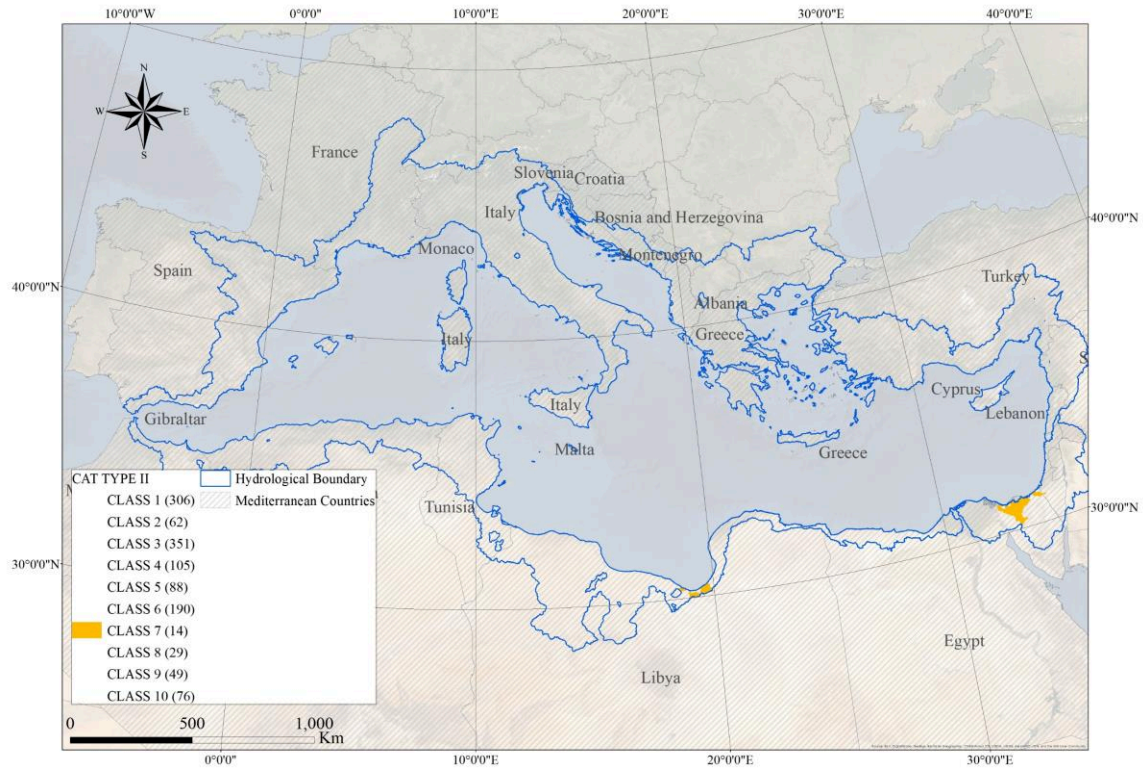 10°0'0"W 0°0'0"E 10°0'0"E 20°0'0"E 30°0'0"E 40°0'0"E
N
W E
S
France
Slovenia Croatia
Italy
Bosnia and Herzegovina
40°0'0"N
Monaco
Montenegro
Spain
Turkey
40°0'0"N
Albania
Italy
Greece
S
Cyprus
Italy
Lebanon
Gibraltar
Malta
Greece
CAT TYPE II
Hydrological Boundary
CLASS 1 (306)
Mediterranean Countries
Tunisia
30°0'0"N
CLASS 2 (62)
CLASS 3 (351)
CLASS 4 (105)
30°0'0"N
CLASS 5 (88)
CLASS 6 (190)
CLASS 7 (14)
Egypt
CLASS 8 (29)
CLASS 9 (49)
Libya
CLASS 10 (76)
0 500 1,000
Km
0°0'0" 10°0'0"E 20°0'0"E 30°0'0"E